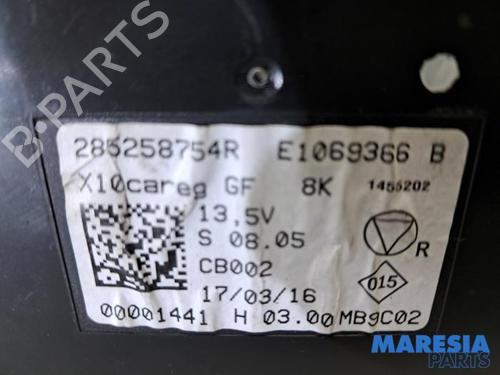 B-PARTS
285258754R E1069366 B
X10careg GF 8K 1455202
13,5V
S 08.05
R
CB002
015
17/03/16
00001441 H 03.00 MB9C02
MARESIA
Parts